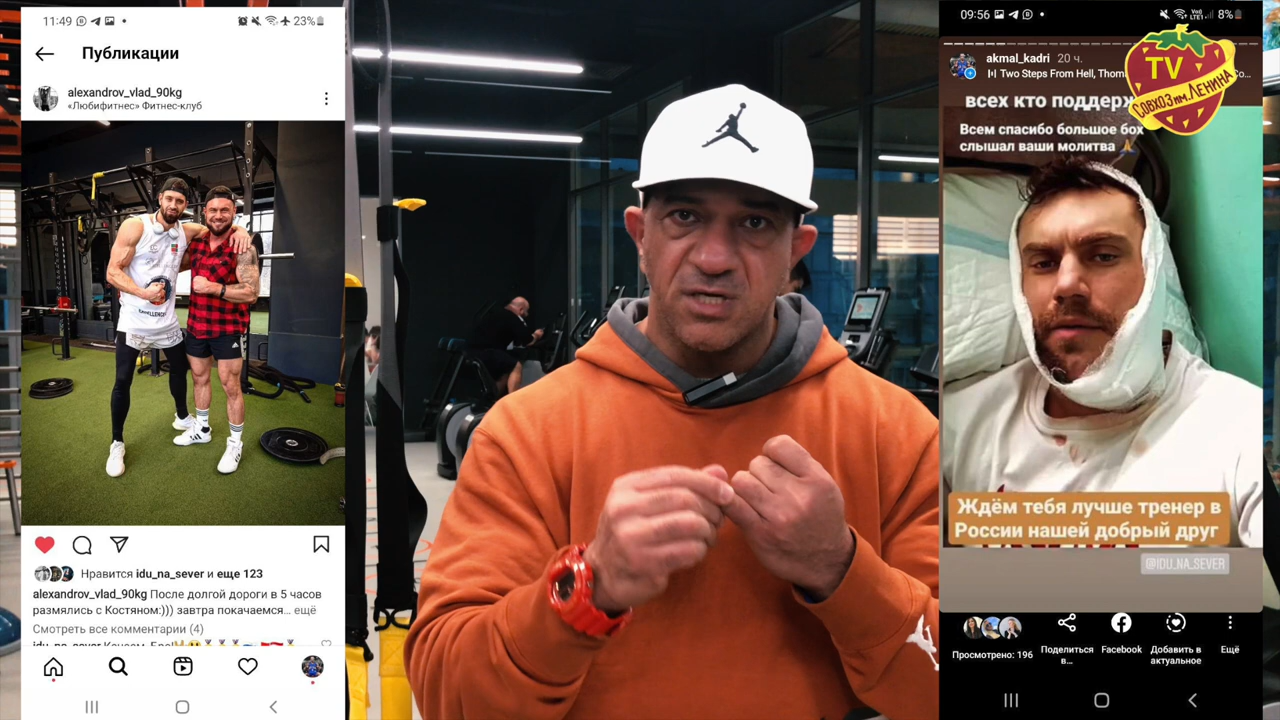 11:49
23%
Публикации
alexandrov_vlad_90kg
«Любифитнес» Фитнес-клуб
Нравится idu_na_sever и еще 123
alexandrov_vlad_90kg После долгой дороги в 5 часов
размялись с Костяном:))) завтра покачаемся... ещё
Смотреть все комментарии (4)
idu_na_sever Качаем, Бро!
09:56
8%
akmal_kadri 20 ч.
Two Steps From Hell, Thom
TV
СОВХОЗ им. ЛЕНИНА
всех кто поддерж
Всем спасибо большое бох
слышал ваши молитва
Ждём тебя лучше тренер в
России нашей добрый друг
@IDU_NA_SEVER
Просмотрено: 196
Поделиться
в...
Facebook
Добавить в
актуальное
Ещё